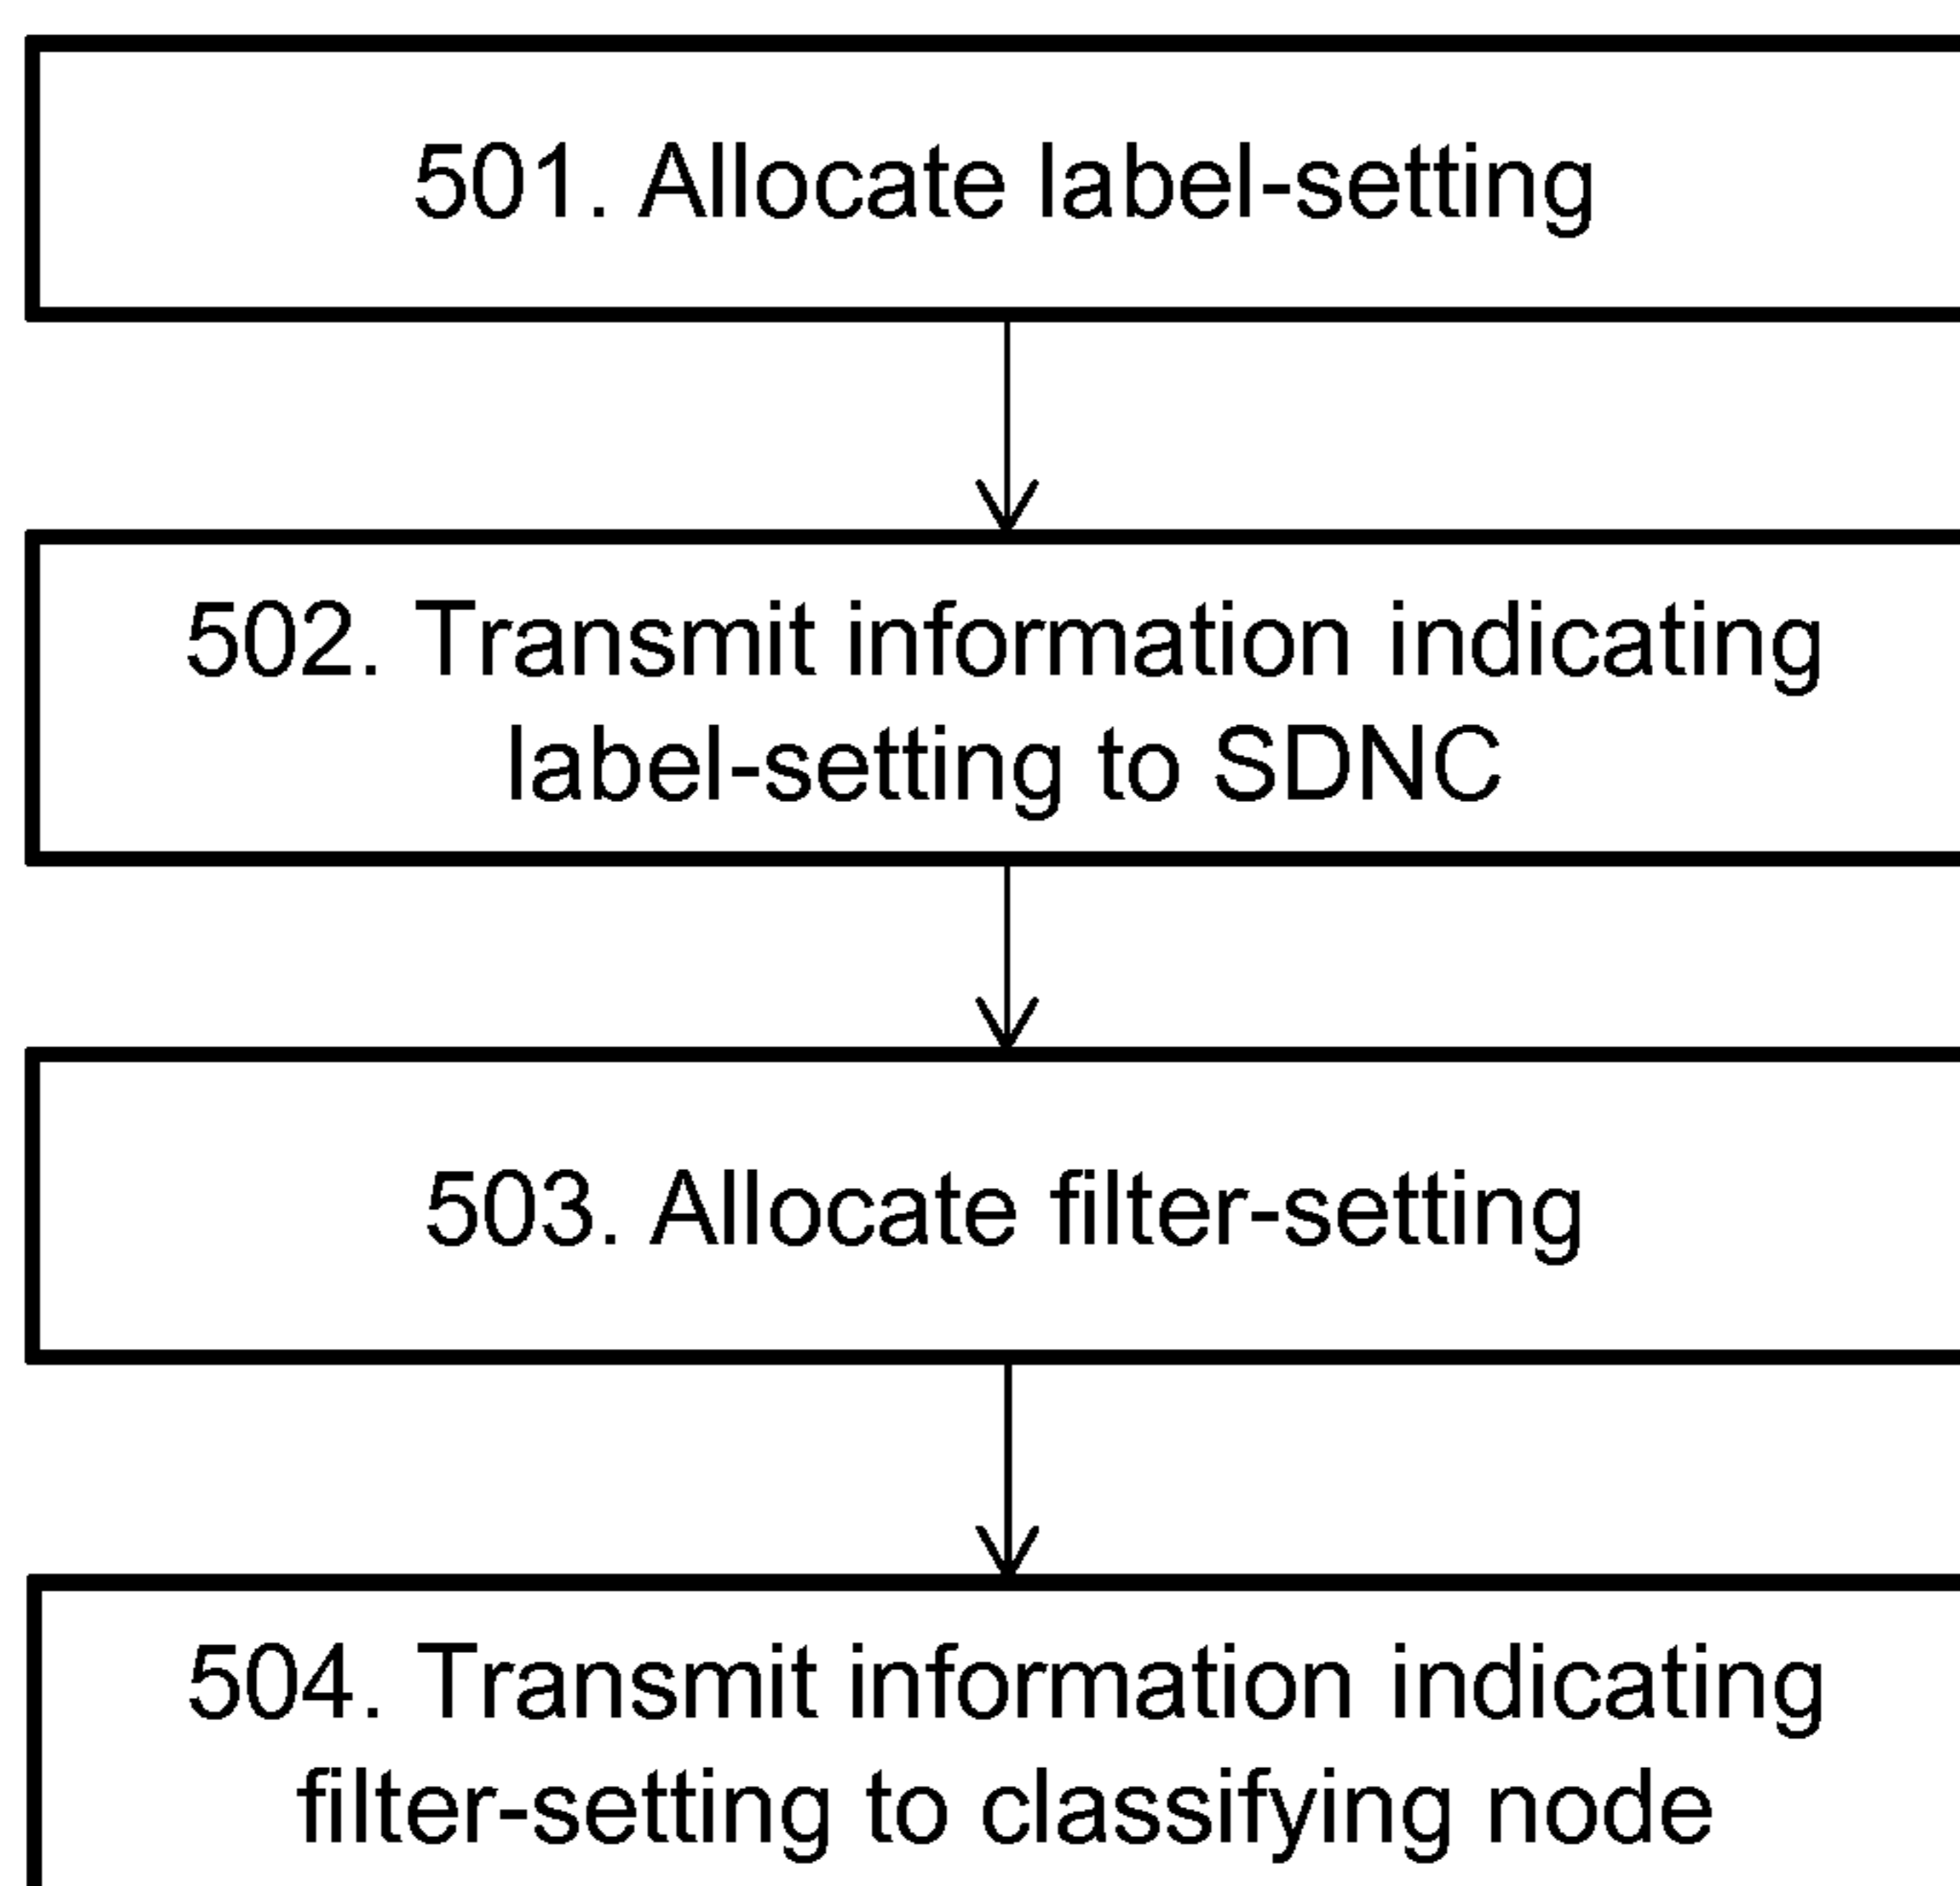 501. Allocate label-setting
502. Transmit information indicating
label-setting to SDNC
503. Allocate filter-setting
504. Transmit information indicating
filter-setting to classifying node